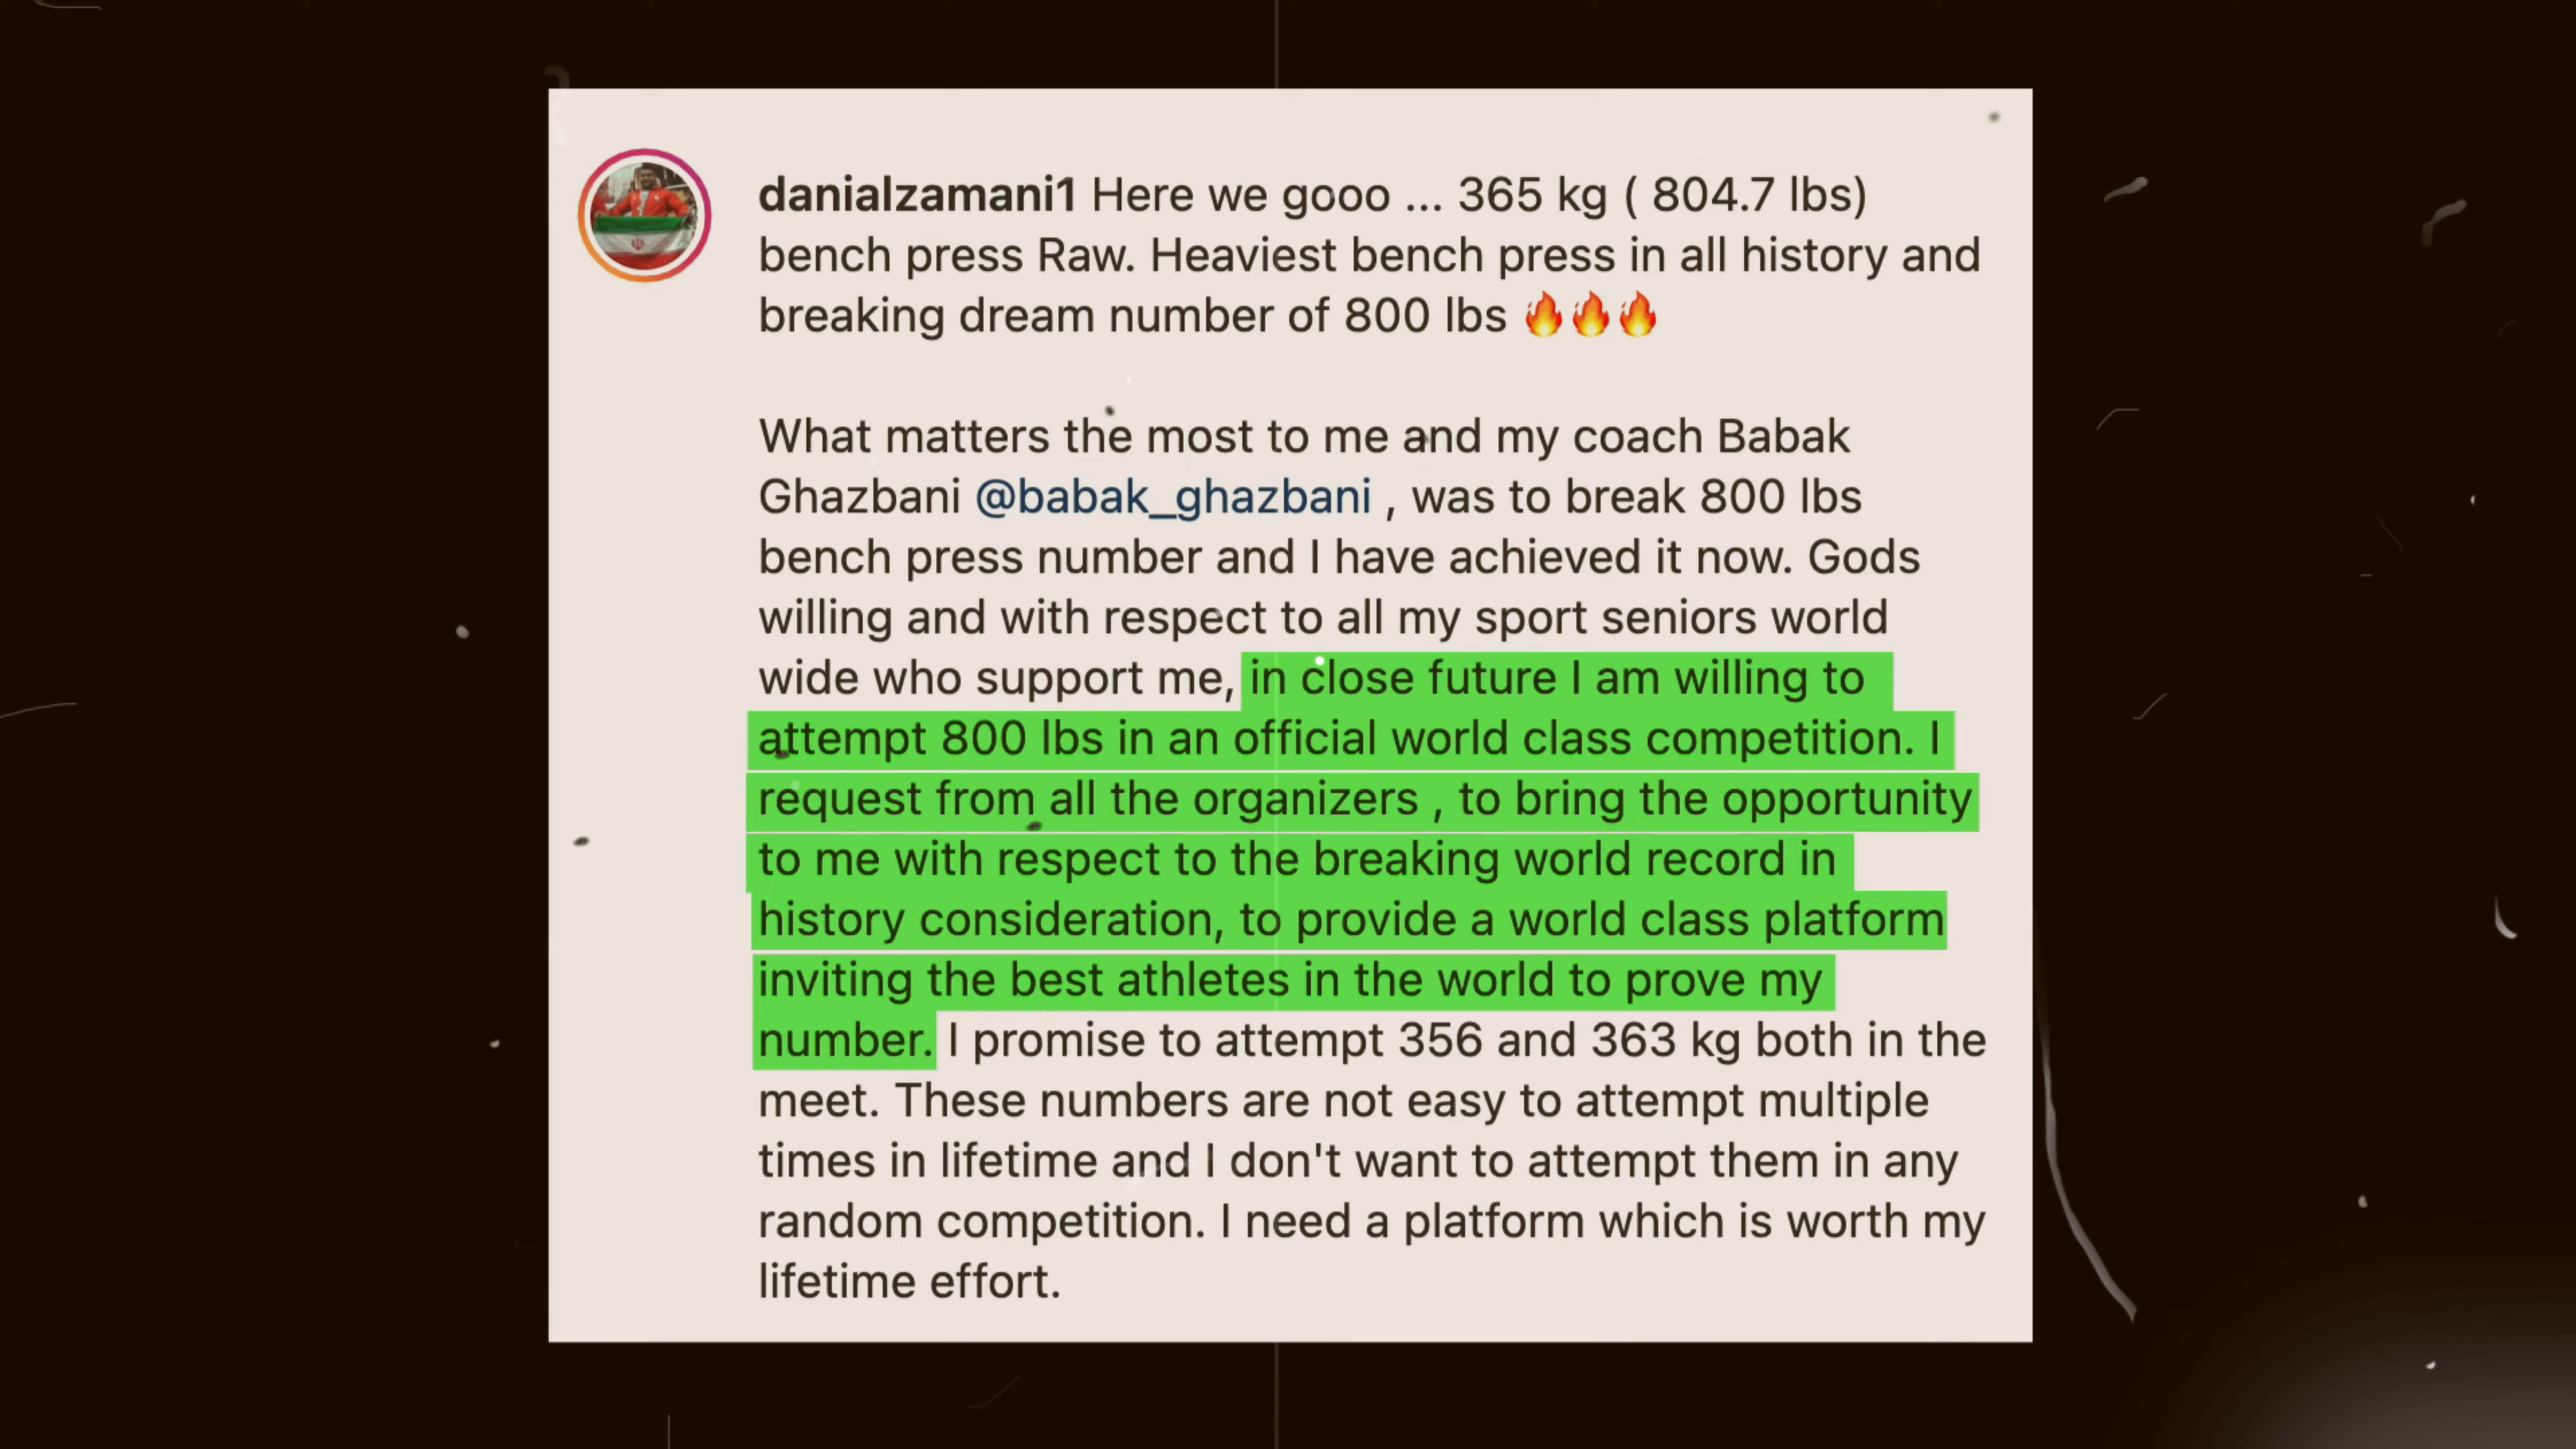 danialzamani1 Here we gooo ... 365 kg ( 804.7 lbs)
bench press Raw. Heaviest bench press in all history and
breaking dream number of 800 lbs 🔥🔥🔥
What matters the most to me and my coach Babak
Ghazbani @babak_ghazbani , was to break 800 lbs
bench press number and I have achieved it now. Gods
willing and with respect to all my sport seniors world
wide who support me, in close future I am willing to
attempt 800 lbs in an official world class competition. I
request from all the organizers , to bring the opportunity
to me with respect to the breaking world record in
history consideration, to provide a world class platform
inviting the best athletes in the world to prove my
number. I promise to attempt 356 and 363 kg both in the
meet. These numbers are not easy to attempt multiple
times in lifetime and I don't want to attempt them in any
random competition. I need a platform which is worth my
lifetime effort.